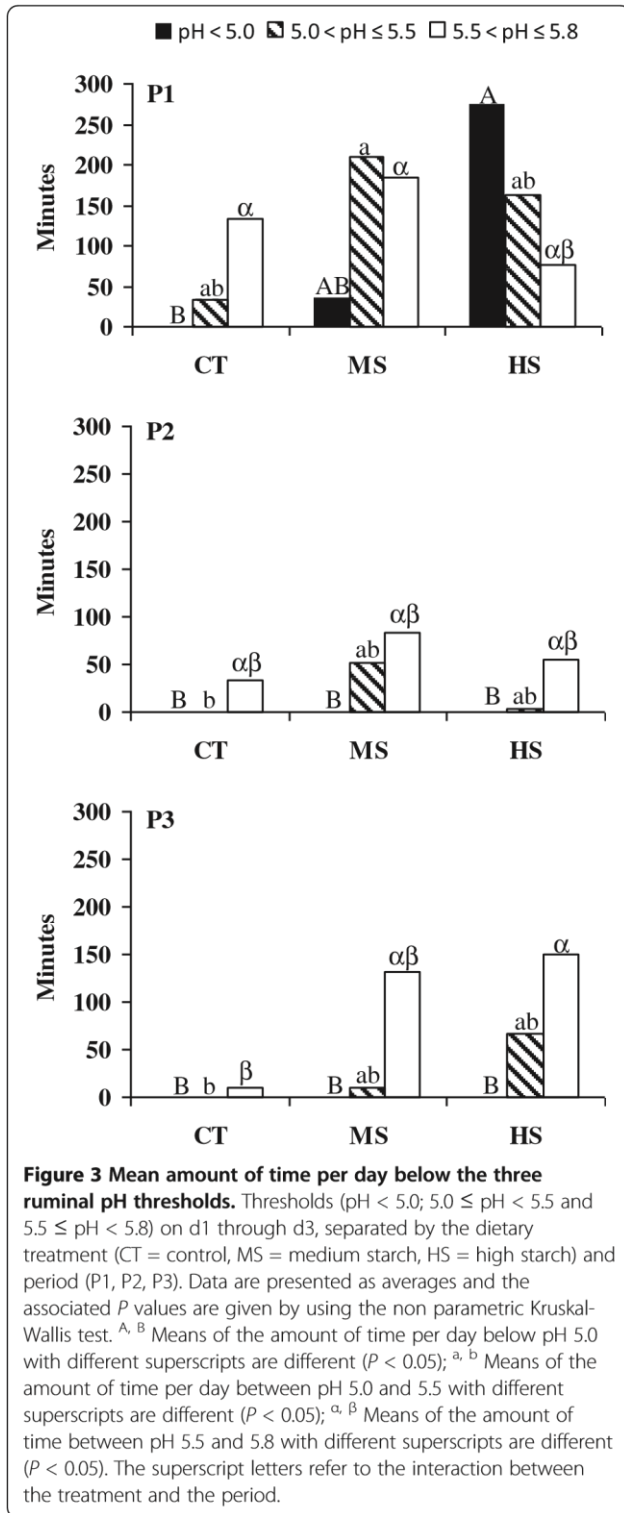 pH < 5.0 5.0 < pH ≤ 5.5 5.5 < pH ≤ 5.8
P1
Minutes
300
250
200
150
100
50
0
B ab α
AB a α
A ab αβ
CT MS HS
P2
Minutes
300
250
200
150
100
50
0
B b αβ
B ab αβ
B ab αβ
CT MS HS
P3
Minutes
300
250
200
150
100
50
0
B b β
B ab αβ
B ab α
CT MS HS
Figure 3 Mean amount of time per day below the three
ruminal pH thresholds. Thresholds (pH < 5.0; 5.0 ≤ pH < 5.5 and
5.5 ≤ pH < 5.8) on d1 through d3, separated by the dietary
treatment (CT = control, MS = medium starch, HS = high starch) and
period (P1, P2, P3). Data are presented as averages and the
associated P values are given by using the non parametric Kruskal-
Wallis test. A, B Means of the amount of time per day below pH 5.0
with different superscripts are different (P < 0.05); a, b Means of the
amount of time per day between pH 5.0 and 5.5 with different
superscripts are different (P < 0.05); α, β Means of the amount of
time between pH 5.5 and 5.8 with different superscripts are different
(P < 0.05). The superscript letters refer to the interaction between
the treatment and the period.